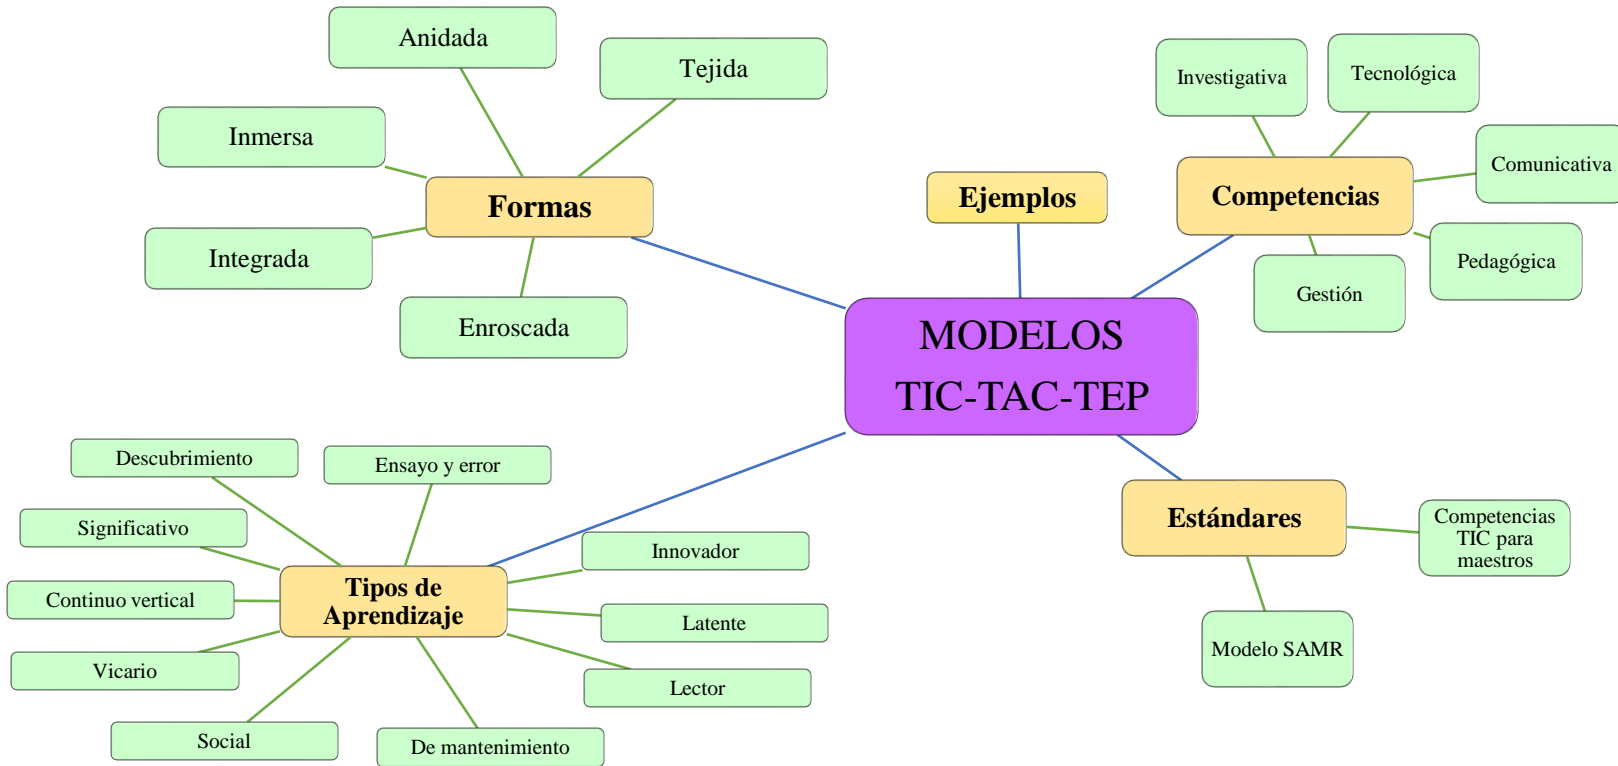 Anidada
Tejida
Inmersa
Formas
Integrada
Enroscada
Ejemplos
Investigativa
Tecnológica
Comunicativa
Competencias
Pedagógica
Gestión
MODELOS
TIC-TAC-TEP
Descubrimiento
Ensayo y error
Significativo
Innovador
Continuo vertical
Tipos de
Aprendizaje
Latente
Vicario
Lector
Social
De mantenimiento
Estándares
Competencias
TIC para
maestros
Modelo SAMR